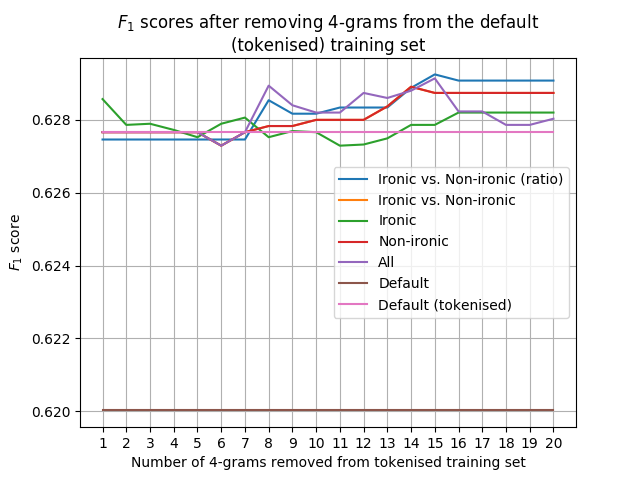 F₁ scores after removing 4-grams from the default
(tokenised) training set
F₁ score
0.628
0.626
0.624
0.622
0.620
Ironic vs. Non-ironic (ratio)
Ironic vs. Non-ironic
Ironic
Non-ironic
All
Default
Default (tokenised)
1 2 3 4 5 6 7 8 9 10 11 12 13 14 15 16 17 18 19 20
Number of 4-grams removed from tokenised training set